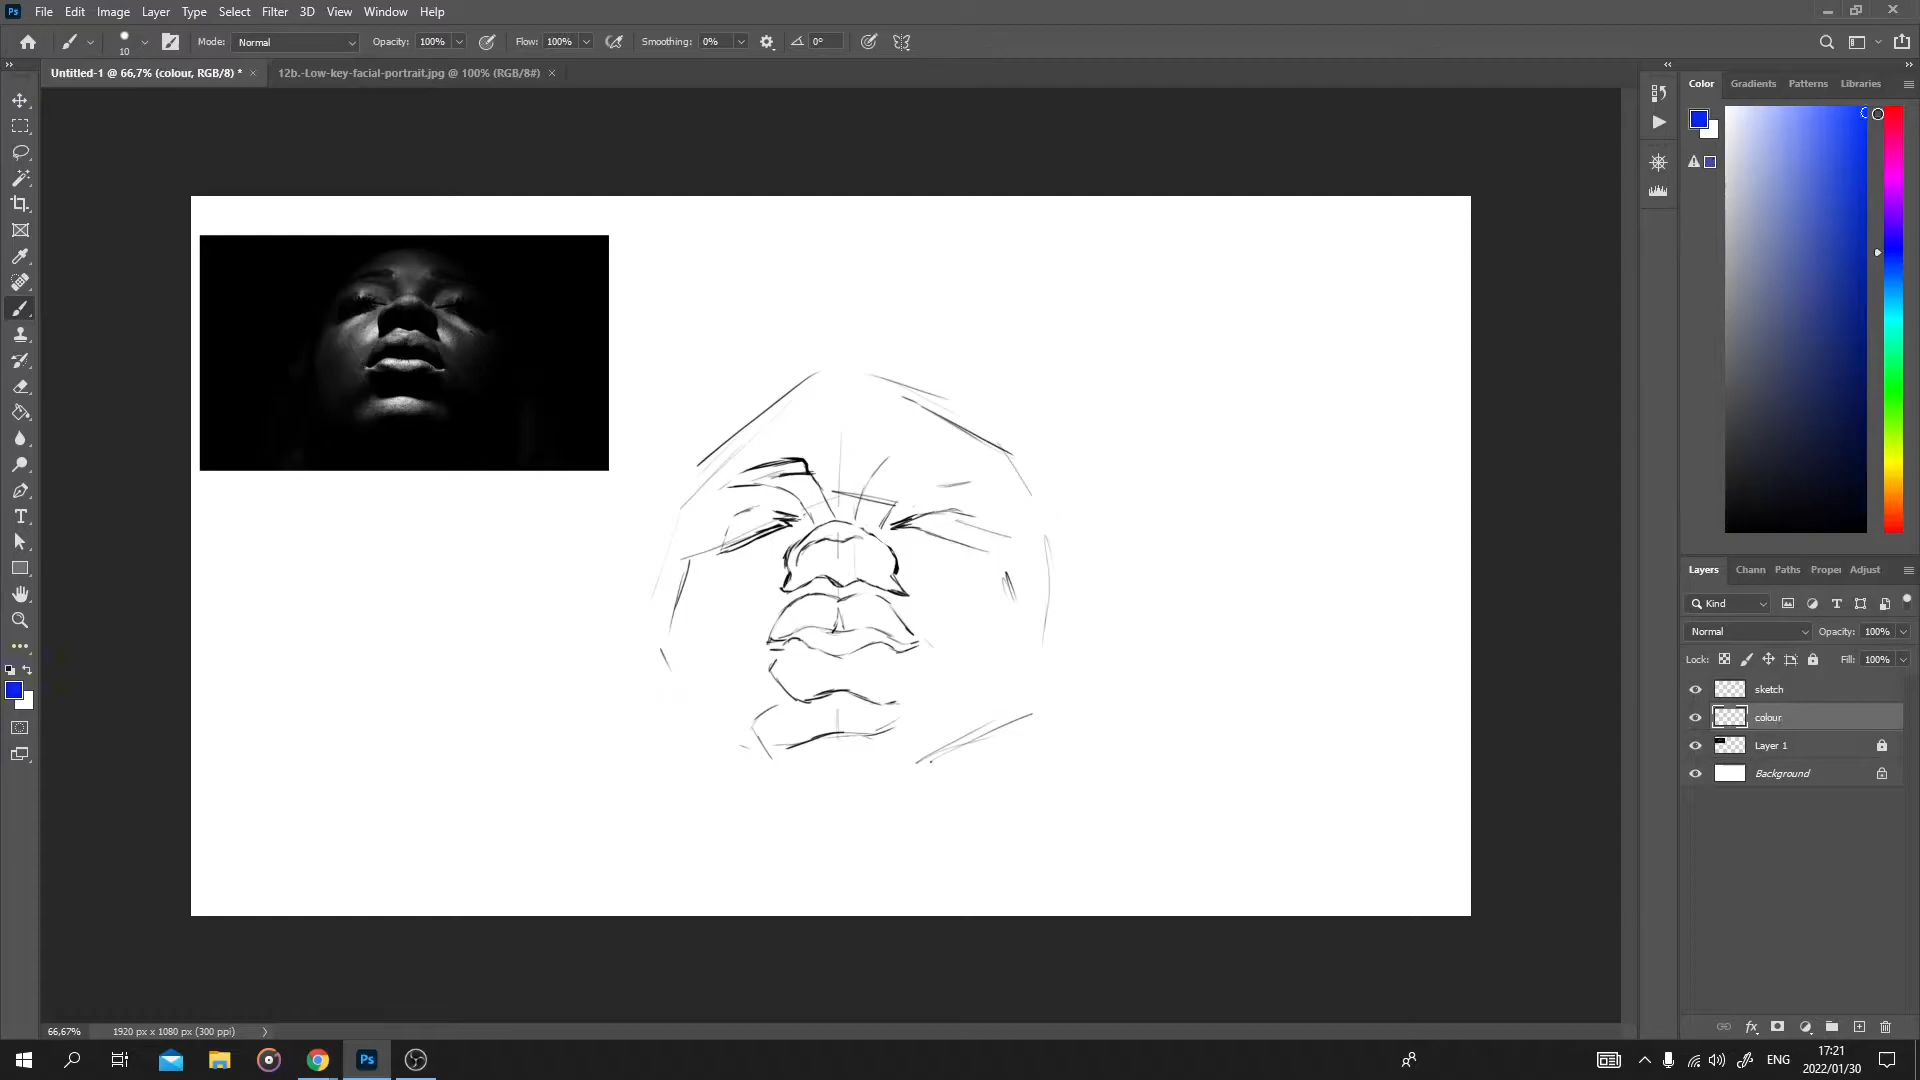 Ps File Edit Image Layer Type Select Filter 3D View Window Help
10 Mode: Normal Opacity: 100% Flow: 100% Smoothing: 0% 0°
Untitled-1 @ 66,7% (colour, RGB/8) * 12b.-Low-key-facial-portrait.jpg @ 100% (RGB/8#)
Color Gradients Patterns Libraries
Layers Chann Paths Proper Adjust
Kind
Normal Opacity: 100%
Lock: Fill: 100%
sketch
colour
Layer 1
Background
66,67% 1920 px x 1080 px (300 ppi)
Ps ENG 17:21
2022/01/30